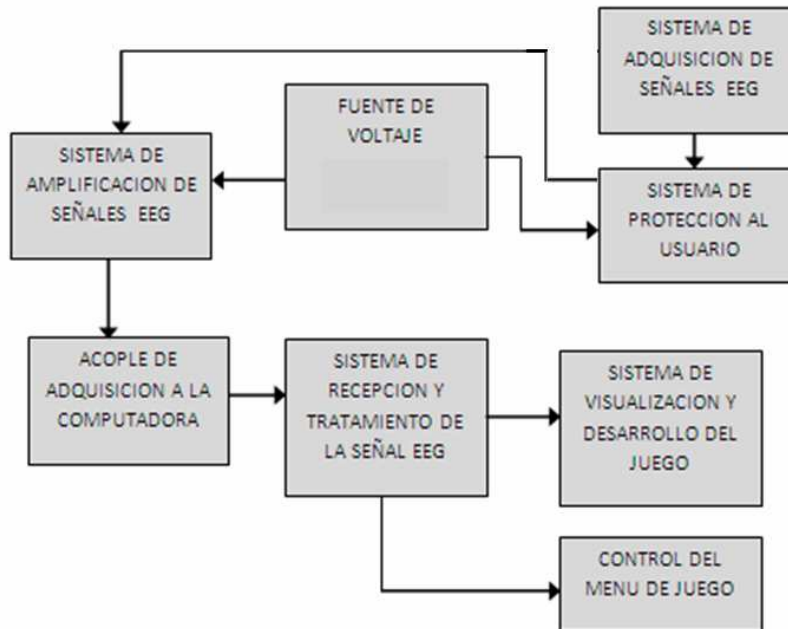 SISTEMA DE
ADQUISICION DE
SEÑALES EEG
FUENTE DE
VOLTAJE
SISTEMA DE
AMPLIFICACION DE
SEÑALES EEG
SISTEMA DE
PROTECCION AL
USUARIO
ACOPLE DE
ADQUISICION A LA
COMPUTADORA
SISTEMA DE
RECEPCION Y
TRATAMIENTO DE
LA SEÑAL EEG
SISTEMA DE
VISUALIZACION Y
DESARROLLO DEL
JUEGO
CONTROL DEL
MENU DE JUEGO